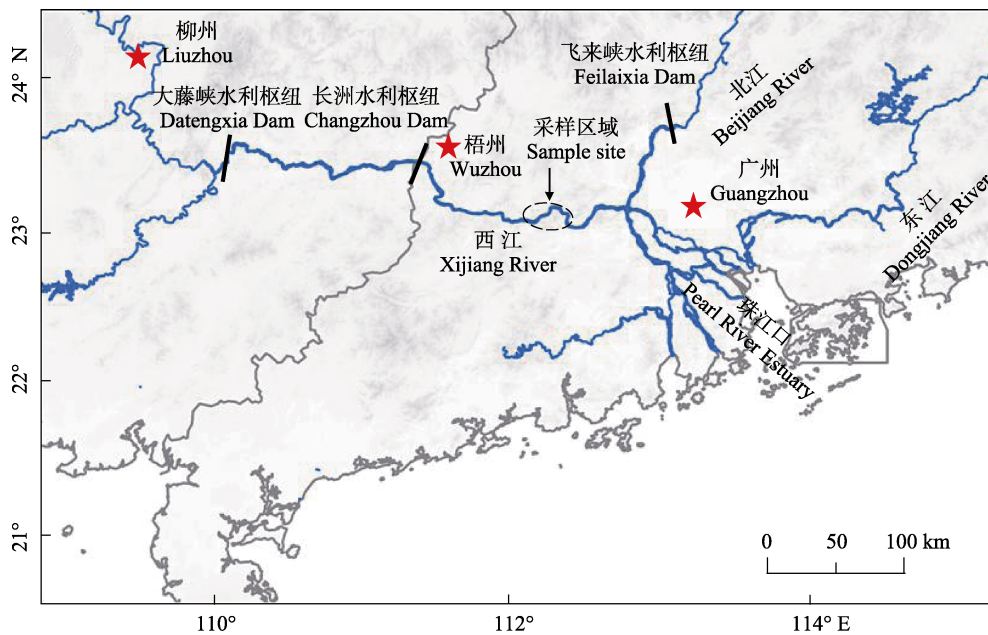 柳州
Liuzhou
大藤峡水利枢纽
Datengxia Dam
长洲水利枢纽
Changzhou Dam
梧州
Wuzhou
采样区域
Sample site
飞来峡水利枢纽
Feilaixia Dam
北江
Beijiang River
广州
Guangzhou
东江
Dongjiang River
西江
Xijiang River
珠江口
Pearl River Estuary
24° N
23°
22°
21°
110°
112°
114° E
0 50 100 km